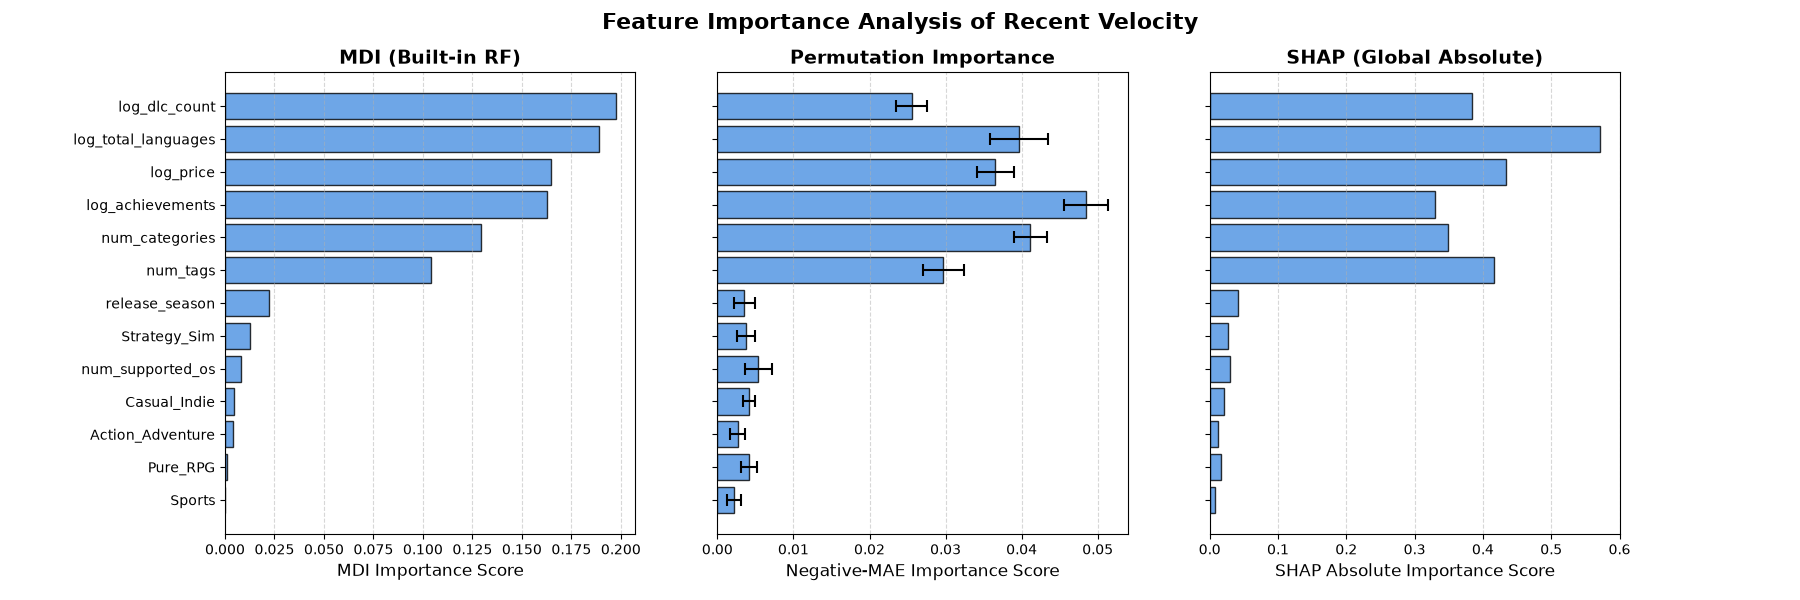 Feature Importance Analysis of Recent Velocity
MDI (Built-in RF)
Permutation Importance
SHAP (Global Absolute)
log_dlc_count
log_total_languages
log_price
log_achievements
num_categories
num_tags
release_season
Strategy_Sim
num_supported_os
Casual_Indie
Action_Adventure
Pure_RPG
Sports
0.000 0.025 0.050 0.075 0.100 0.125 0.150 0.175 0.200
MDI Importance Score
0.00 0.01 0.02 0.03 0.04 0.05
Negative-MAE Importance Score
0.0 0.1 0.2 0.3 0.4 0.5 0.6
SHAP Absolute Importance Score